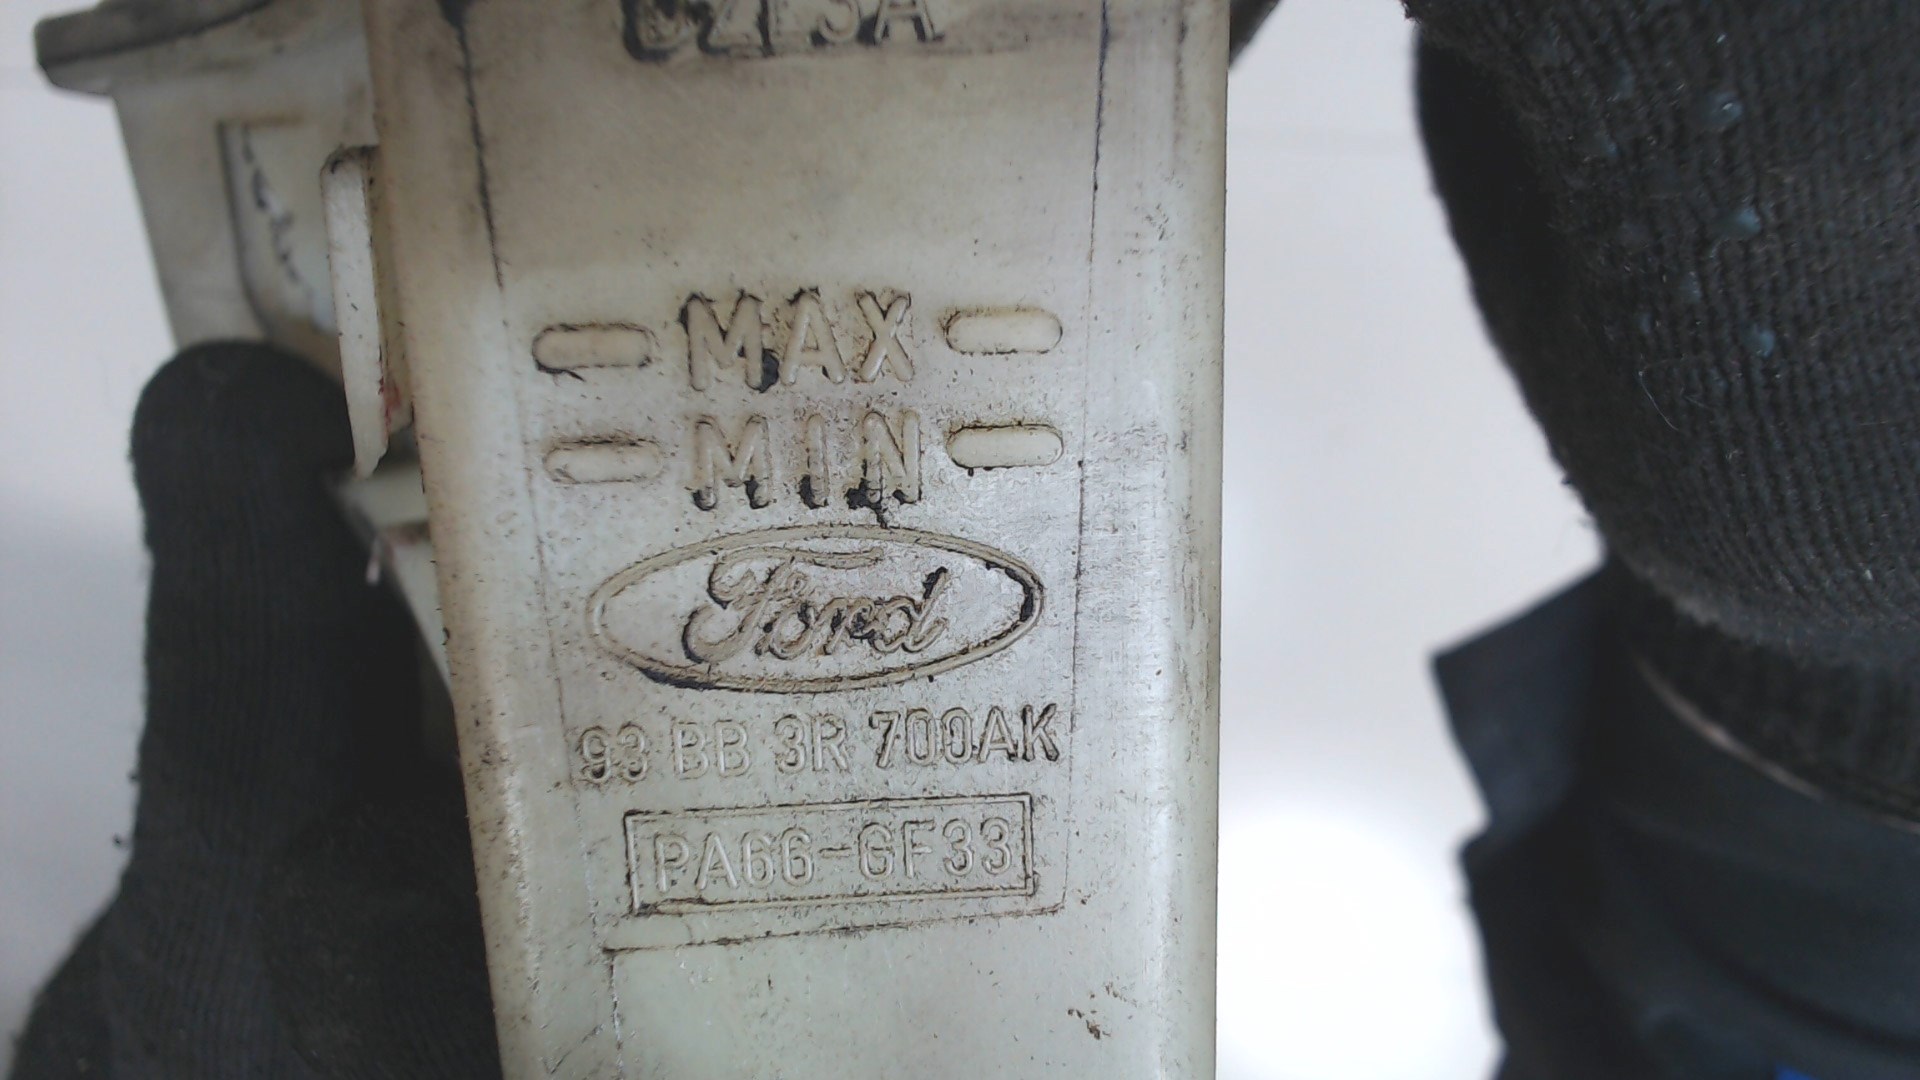 MAX
MIN
Ford
93 BB 3R 700AK
PA66-GF33